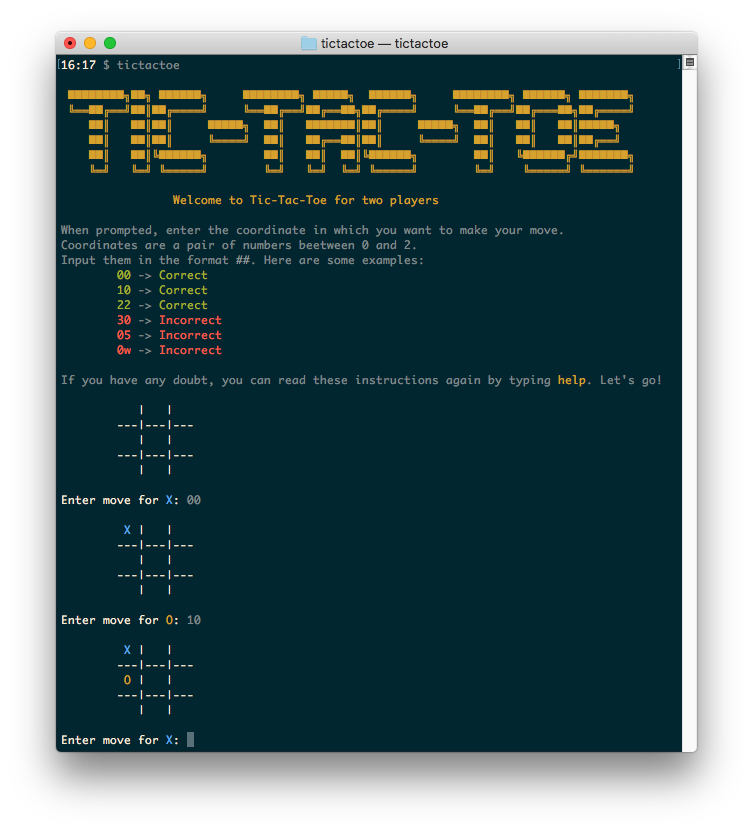 tictactoe — tictactoe
16:17 $ tictactoe
TIC-TAC-TOE
Welcome to Tic-Tac-Toe for two players
When prompted, enter the coordinate in which you want to make your move.
Coordinates are a pair of numbers beetween 0 and 2.
Input them in the format ##. Here are some examples:
00 -> Correct
10 -> Correct
22 -> Correct
30 -> Incorrect
05 -> Incorrect
0w -> Incorrect
If you have any doubt, you can read these instructions again by typing help. Let's go!
|   |
---|---|---
|   |
---|---|---
|   |
Enter move for X: 00
X |   |
---|---|---
|   |
---|---|---
|   |
Enter move for O: 10
X |   |
---|---|---
O |   |
---|---|---
|   |
Enter move for X: